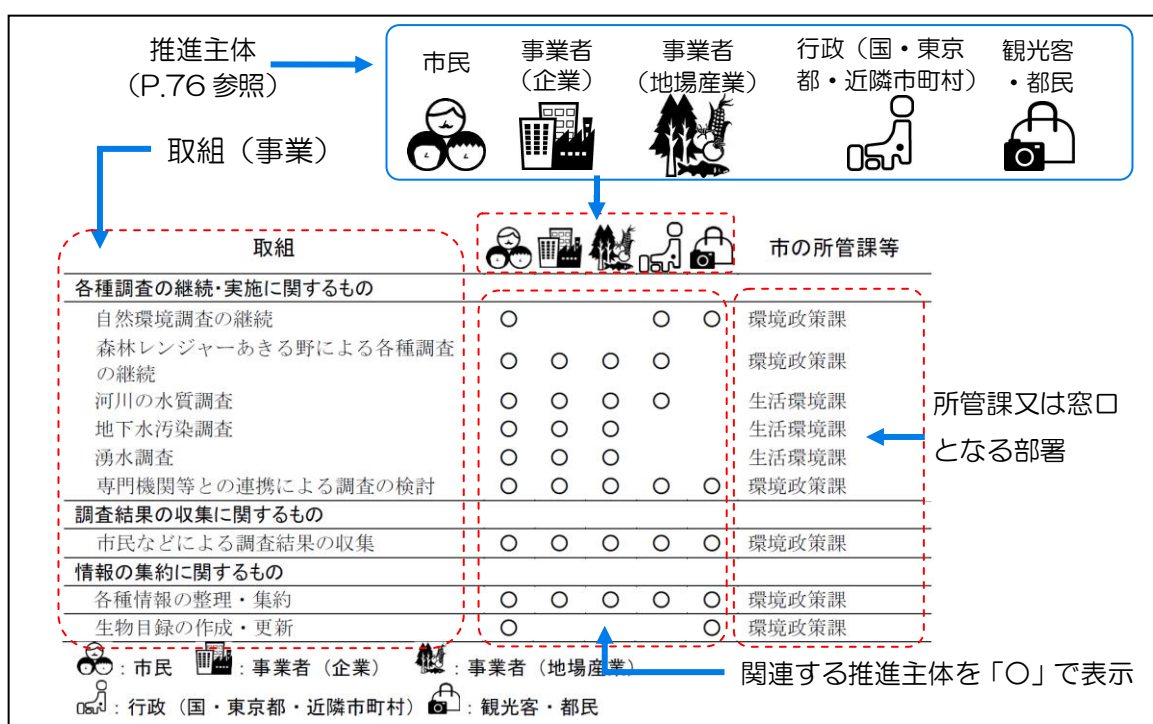 推進主体
(P.76 参照)
市民
事業者
(企業)
事業者
(地場産業)
行政（国・東京
都・近隣市町村）
観光客
・都民
取組（事業）
取組
市の所管課等
各種調査の継続・実施に関するもの
自然環境調査の継続 ○ ○ ○ 環境政策課
森林レンジャーあきる野による各種調査
の継続 ○ ○ ○ ○ 環境政策課
河川の水質調査 ○ ○ ○ ○ 生活環境課
地下水汚染調査 ○ ○ ○ 生活環境課
湧水調査 ○ ○ ○ 生活環境課
専門機関等との連携による調査の検討 ○ ○ ○ ○ ○ 環境政策課
調査結果の収集に関するもの
市民などによる調査結果の収集 ○ ○ ○ ○ ○ 環境政策課
情報の集約に関するもの
各種情報の整理・集約 ○ ○ ○ ○ ○ 環境政策課
生物目録の作成・更新 ○ ○ 環境政策課
所管課又は窓口
となる部署
：市民 ：事業者（企業） ：事業者（地場産業）
：行政（国・東京都・近隣市町村） ：観光客・都民
関連する推進主体を「○」で表示